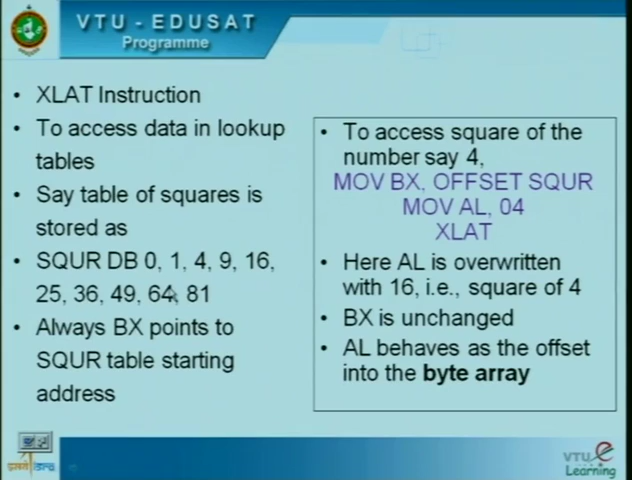 VTU - EDUSAT
Programme
• XLAT Instruction
• To access data in lookup
tables
• Say table of squares is
stored as
• SQUR DB 0, 1, 4, 9, 16,
25, 36, 49, 64, 81
• Always BX points to
SQUR table starting
address
• To access square of the
number say 4,
MOV BX, OFFSET SQUR
MOV AL, 04
XLAT
• Here AL is overwritten
with 16, i.e., square of 4
• BX is unchanged
• AL behaves as the offset
into the byte array
VTU e
Learning